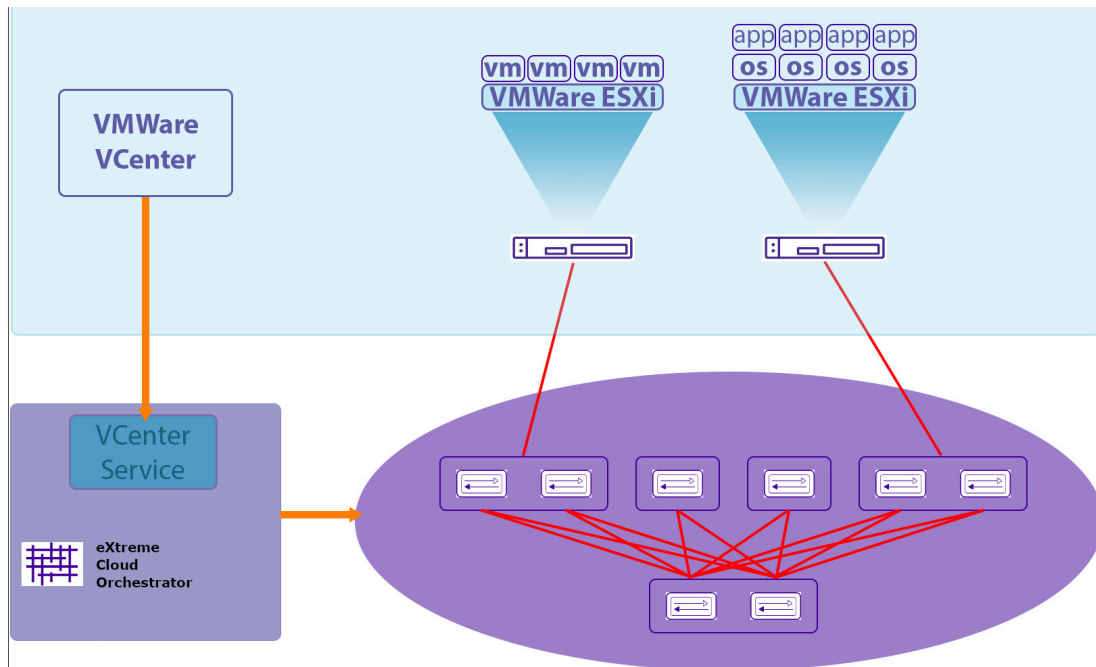 app app app app
vm vm vm vm
os os os os
VMWare ESXi
VMWare ESXi
VMWare
VCenter
VCenter
Service
eXtreme
Cloud
Orchestrator